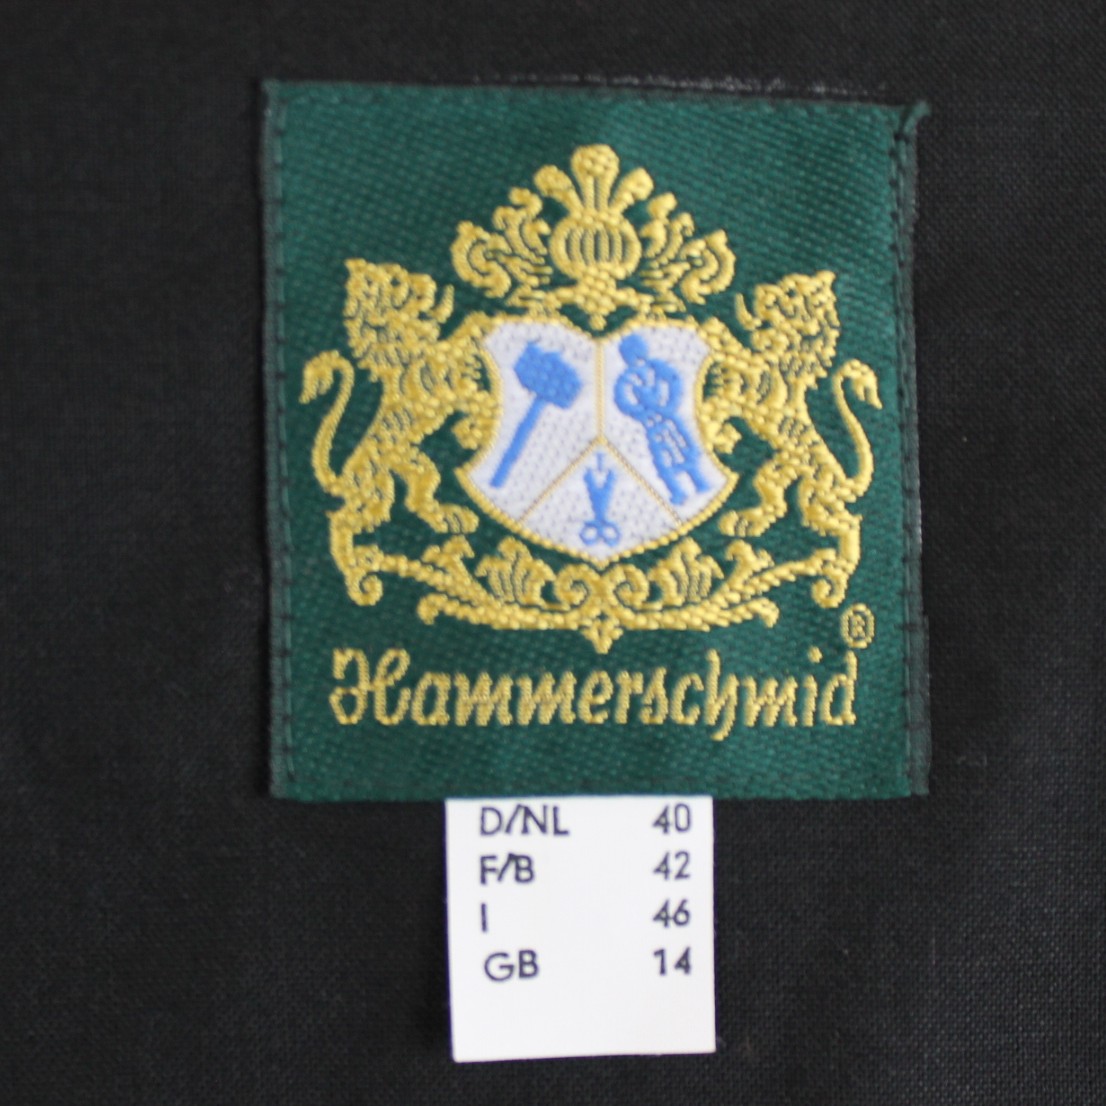 Hammerschmid®
D/NL 40
F/B 42
I 46
GB 14